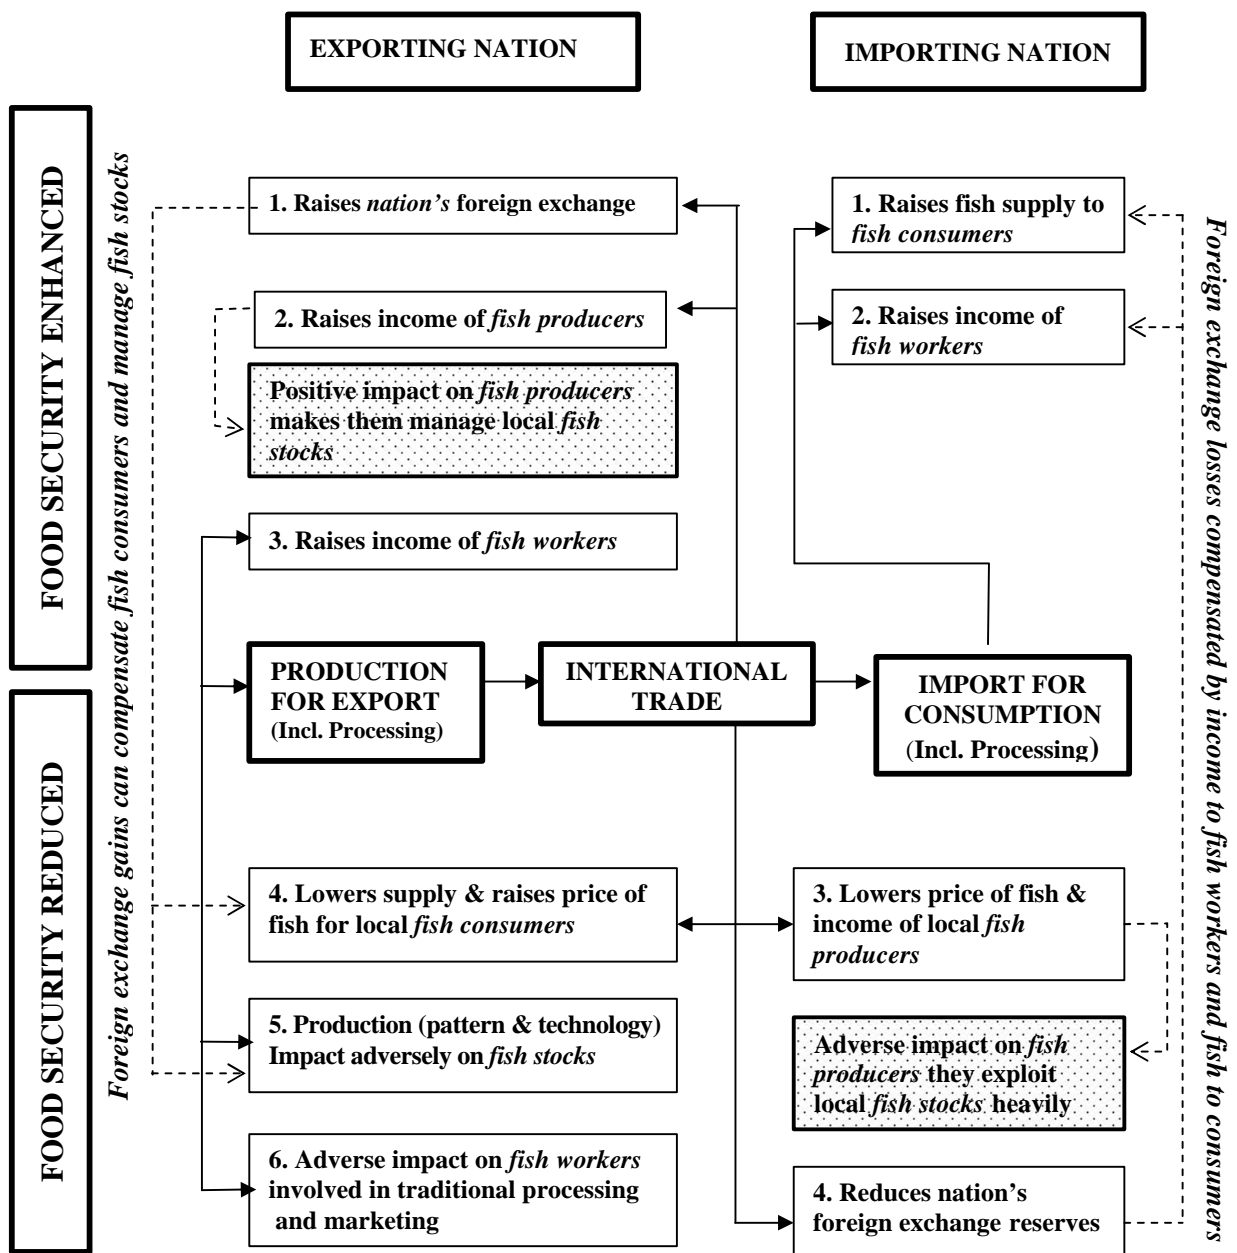 EXPORTING NATION
IMPORTING NATION
FOOD SECURITY ENHANCED
FOOD SECURITY REDUCED
Foreign exchange gains can compensate fish consumers and manage fish stocks
1. Raises nation's foreign exchange
2. Raises income of fish producers
Positive impact on fish producers
makes them manage local fish
stocks
3. Raises income of fish workers
PRODUCTION
FOR EXPORT
(Incl. Processing)
INTERNATIONAL
TRADE
IMPORT FOR
CONSUMPTION
(Incl. Processing)
4. Lowers supply & raises price of
fish for local fish consumers
5. Production (pattern & technology)
Impact adversely on fish stocks
6. Adverse impact on fish workers
involved in traditional processing
and marketing
1. Raises fish supply to
fish consumers
2. Raises income of
fish workers
3. Lowers price of fish &
income of local fish
producers
Adverse impact on fish
producers they exploit
local fish stocks heavily
4. Reduces nation's
foreign exchange reserves
Foreign exchange losses compensated by income to fish workers and fish to consumers